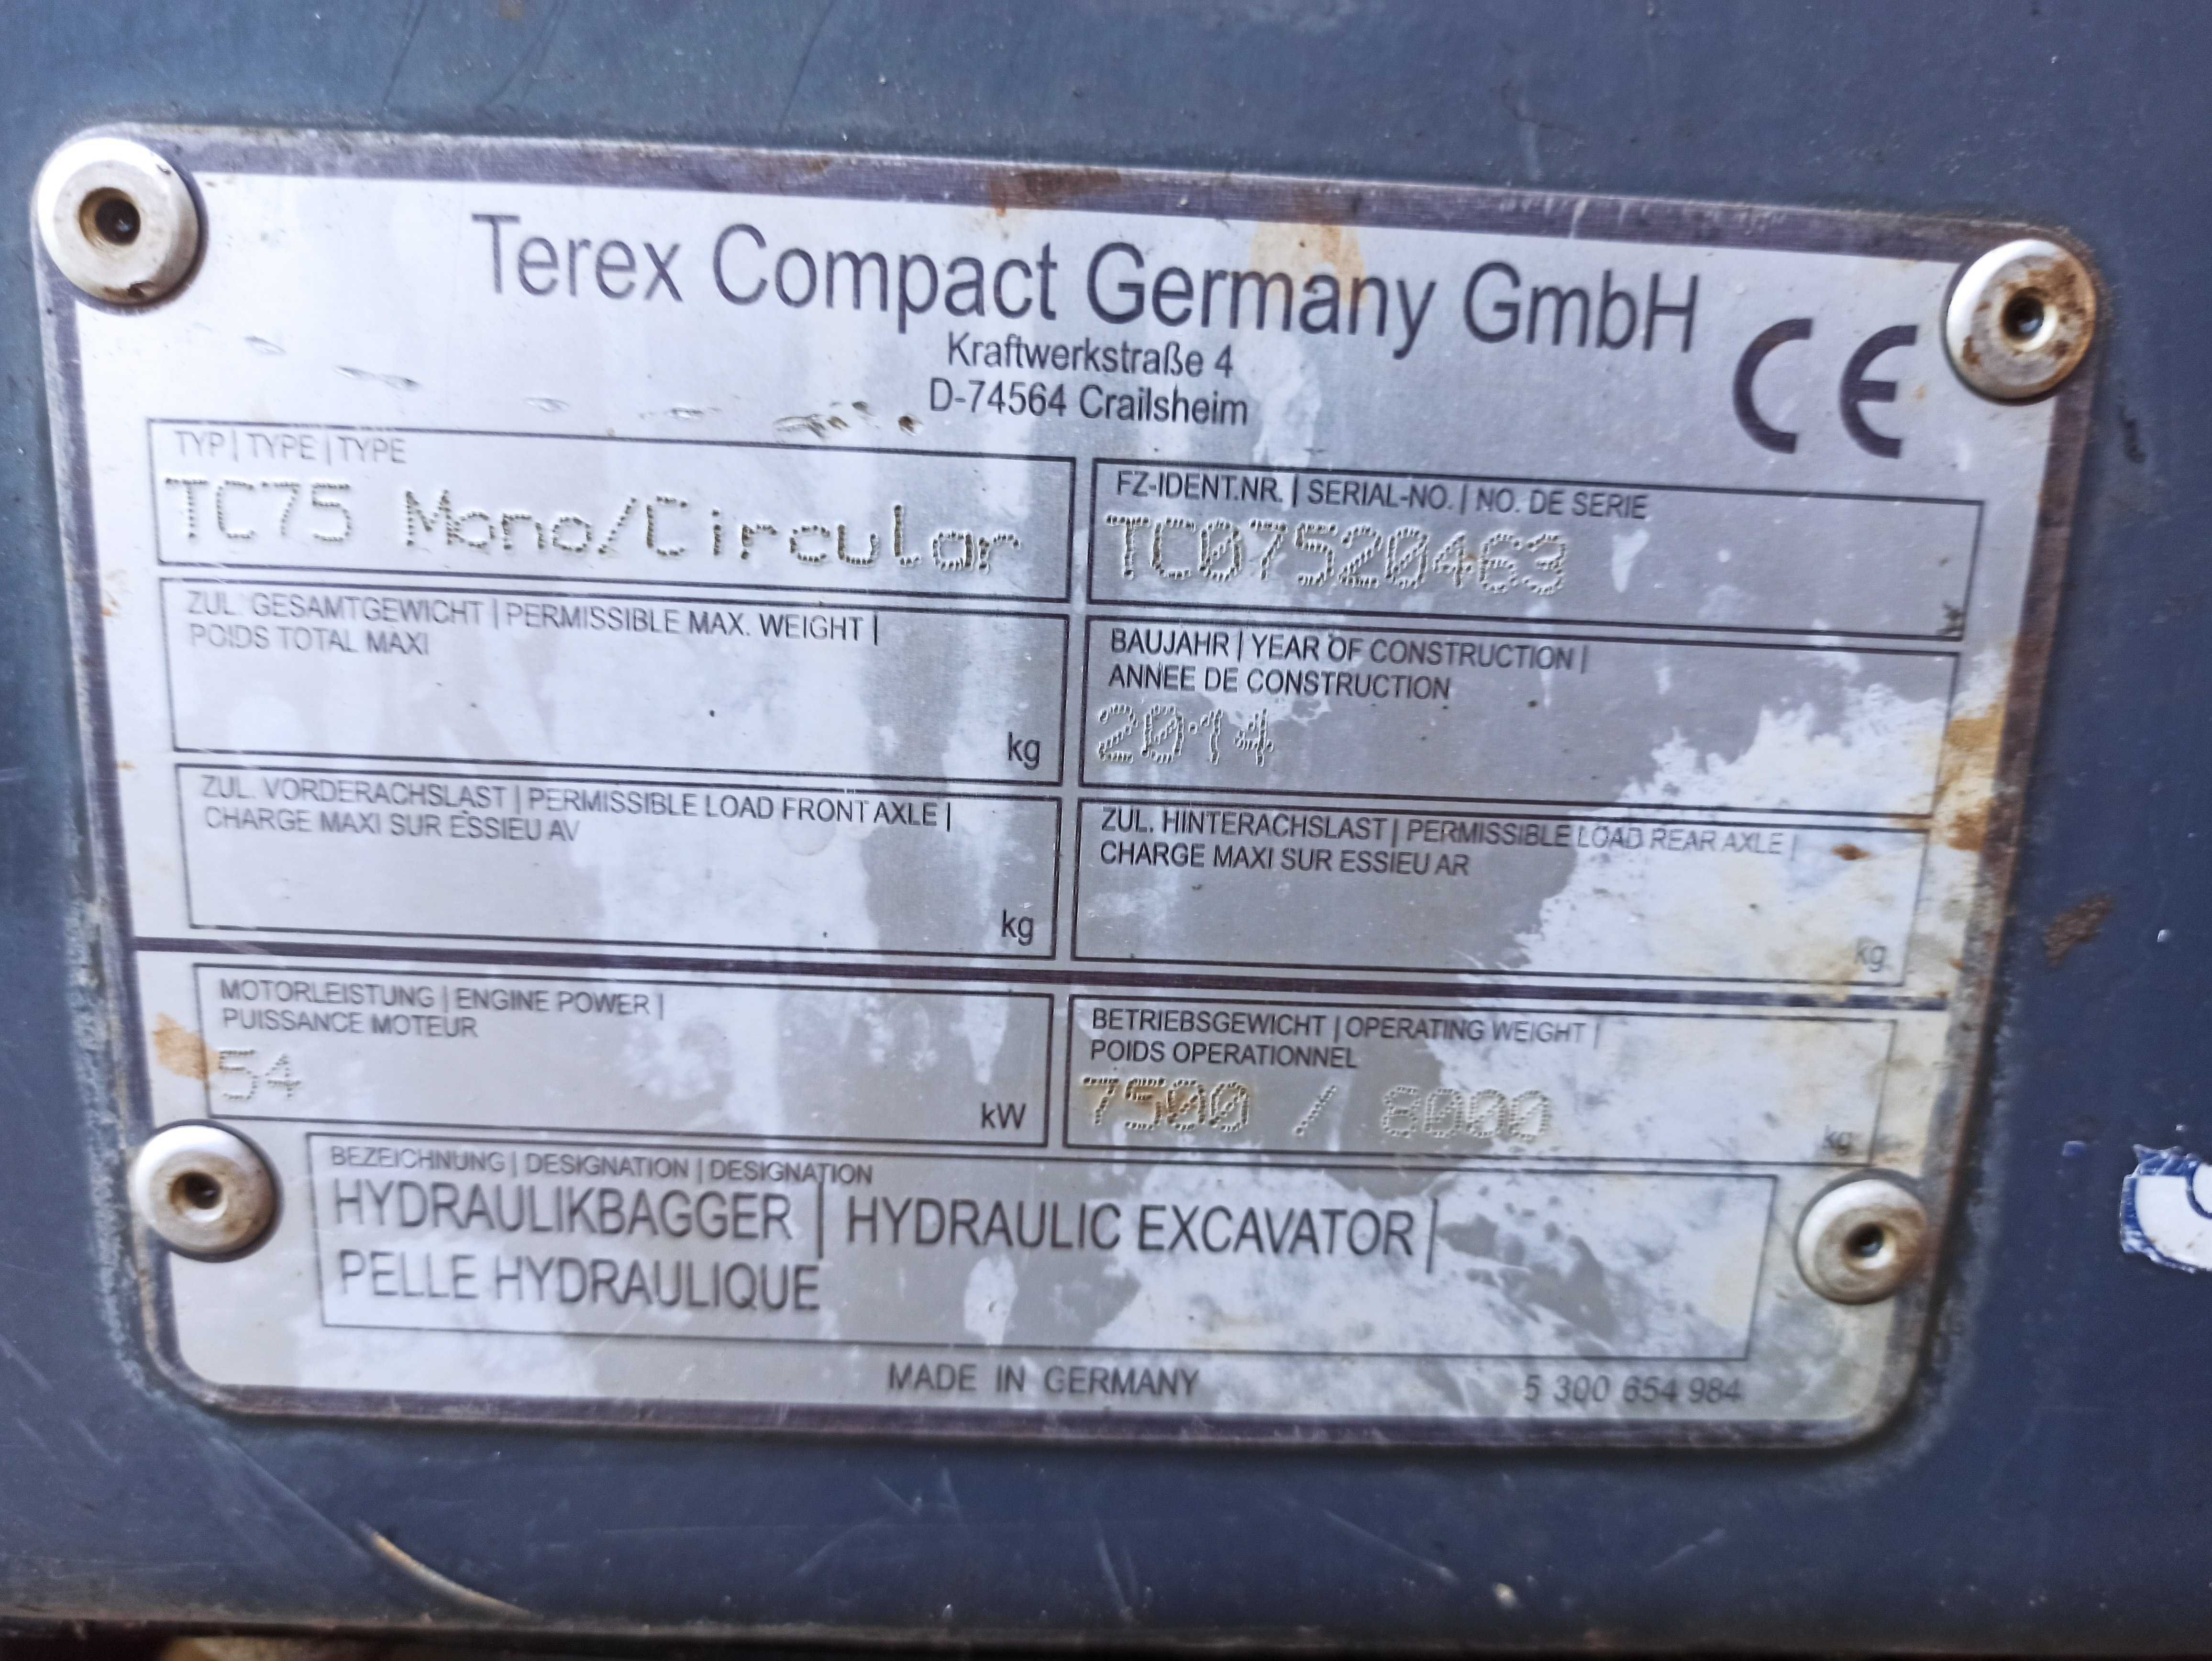 Terex Compact Germany GmbH
Kraftwerkstraße 4
D-74564 Crailsheim
CE
TYP | TYPE | TYPE
TC75 Mono/Circular
FZ-IDENT.NR. | SERIAL-NO. | NO. DE SERIE
TC07520463
ZUL. GESAMTGEWICHT | PERMISSIBLE MAX. WEIGHT |
POIDS TOTAL MAXI
kg
BAUJAHR | YEAR OF CONSTRUCTION |
ANNEE DE CONSTRUCTION
2014
ZUL. VORDERACHSLAST | PERMISSIBLE LOAD FRONT AXLE |
CHARGE MAXI SUR ESSIEU AV
kg
ZUL. HINTERACHSLAST | PERMISSIBLE LOAD REAR AXLE |
CHARGE MAXI SUR ESSIEU AR
kg
MOTORLEISTUNG | ENGINE POWER |
PUISSANCE MOTEUR
54
kW
BETRIEBSGEWICHT | OPERATING WEIGHT |
POIDS OPERATIONNEL
7500 / 8000
kg
BEZEICHNUNG | DESIGNATION | DESIGNATION
HYDRAULIKBAGGER | HYDRAULIC EXCAVATOR |
PELLE HYDRAULIQUE
MADE IN GERMANY
5 300 654 984